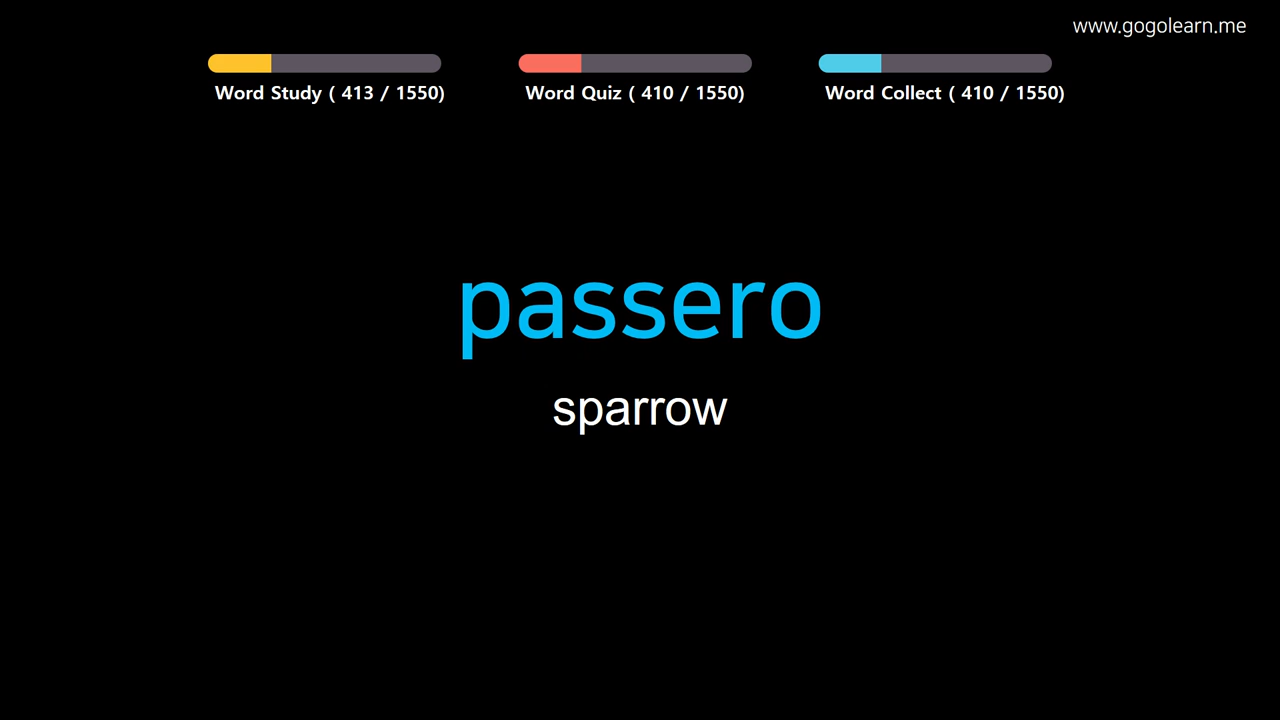 www.gogolearn.me
Word Study ( 413 / 1550)
Word Quiz ( 410 / 1550)
Word Collect ( 410 / 1550)
passero
sparrow